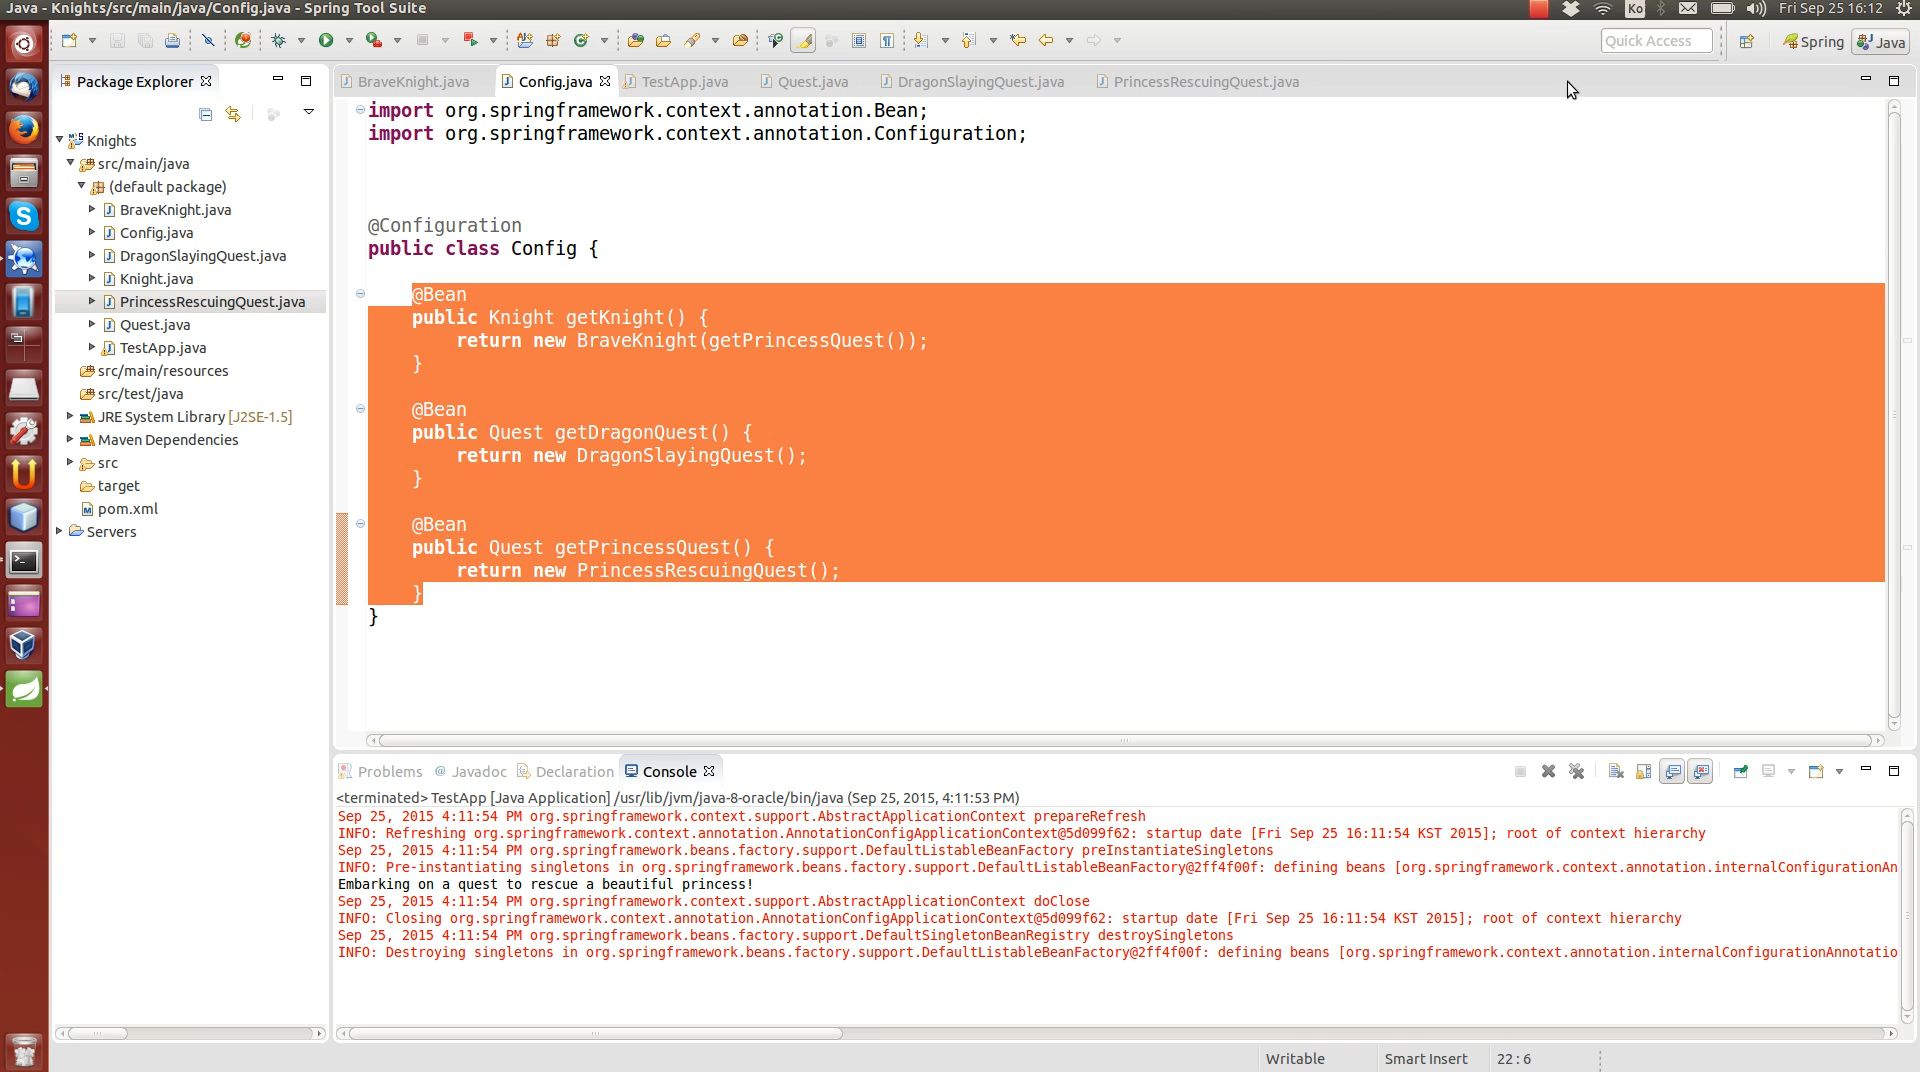 Java - Knights/src/main/java/Config.java - Spring Tool Suite
Ko
Fri Sep 25 16:12
Quick Access
Spring
Java
Package Explorer
BraveKnight.java
Config.java
TestApp.java
Quest.java
DragonSlayingQuest.java
PrincessRescuingQuest.java
Knights
src/main/java
(default package)
BraveKnight.java
Config.java
DragonSlayingQuest.java
Knight.java
PrincessRescuingQuest.java
Quest.java
TestApp.java
src/main/resources
src/test/java
JRE System Library [J2SE-1.5]
Maven Dependencies
src
target
pom.xml
Servers
import org.springframework.context.annotation.Bean;
import org.springframework.context.annotation.Configuration;
@Configuration
public class Config {
@Bean
public Knight getKnight() {
return new BraveKnight(getPrincessQuest());
}
@Bean
public Quest getDragonQuest() {
return new DragonSlayingQuest();
}
@Bean
public Quest getPrincessQuest() {
return new PrincessRescuingQuest();
}
}
Problems
@ Javadoc
Declaration
Console
<terminated> TestApp [Java Application] /usr/lib/jvm/java-8-oracle/bin/java (Sep 25, 2015, 4:11:53 PM)
Sep 25, 2015 4:11:54 PM org.springframework.context.support.AbstractApplicationContext prepareRefresh
INFO: Refreshing org.springframework.context.annotation.AnnotationConfigApplicationContext@5d099f62: startup date [Fri Sep 25 16:11:54 KST 2015]; root of context hierarchy
Sep 25, 2015 4:11:54 PM org.springframework.beans.factory.support.DefaultListableBeanFactory preInstantiateSingletons
INFO: Pre-instantiating singletons in org.springframework.beans.factory.support.DefaultListableBeanFactory@2ff4f00f: defining beans [org.springframework.context.annotation.internalConfigurationAn
Embarking on a quest to rescue a beautiful princess!
Sep 25, 2015 4:11:54 PM org.springframework.context.support.AbstractApplicationContext doClose
INFO: Closing org.springframework.context.annotation.AnnotationConfigApplicationContext@5d099f62: startup date [Fri Sep 25 16:11:54 KST 2015]; root of context hierarchy
Sep 25, 2015 4:11:54 PM org.springframework.beans.factory.support.DefaultSingletonBeanRegistry destroySingletons
INFO: Destroying singletons in org.springframework.beans.factory.support.DefaultListableBeanFactory@2ff4f00f: defining beans [org.springframework.context.annotation.internalConfigurationAnnotatio
Writable
Smart Insert
22 : 6